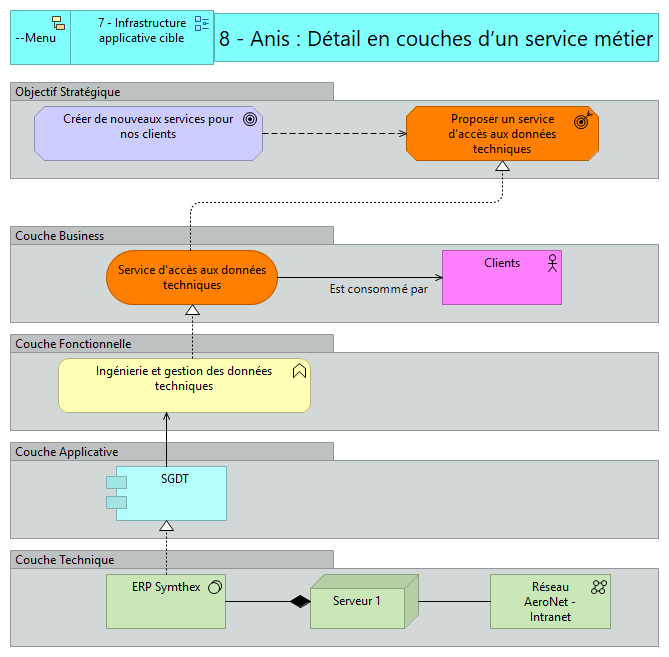 --Menu
7 - Infrastructure
applicative cible
8 - Anis : Détail en couches d’un service métier
Objectif Stratégique
Créer de nouveaux services pour
nos clients
Proposer un service
d'accès aux données
techniques
Couche Business
Service d'accès aux données
techniques
Est consommé par
Clients
Couche Fonctionnelle
Ingénierie et gestion des données
techniques
Couche Applicative
SGDT
Couche Technique
ERP Symthex
Serveur 1
Réseau
AeroNet -
Intranet